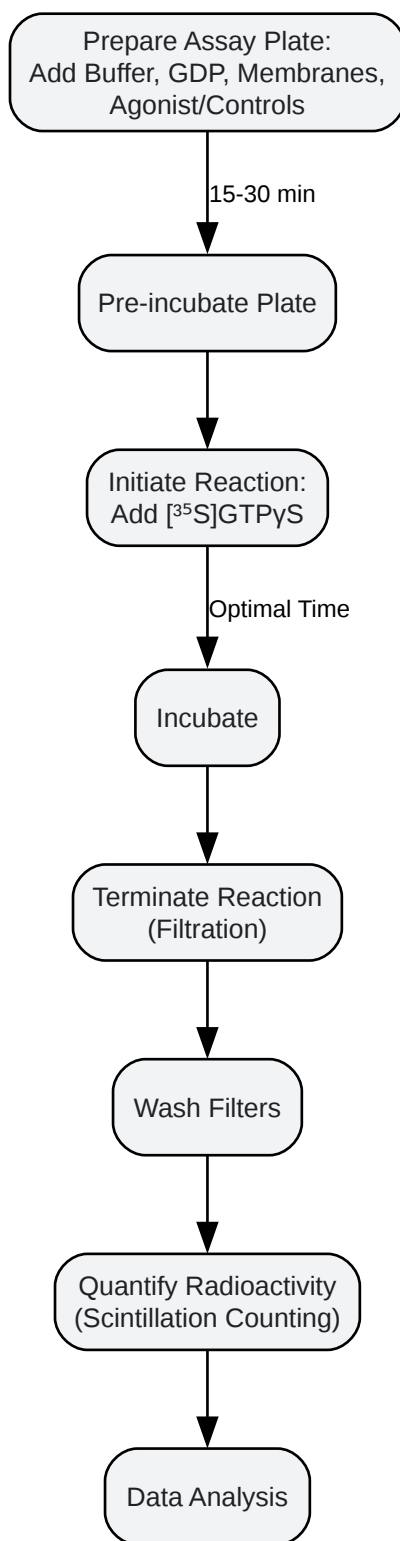 Prepare Assay Plate:
Add Buffer, GDP, Membranes,
Agonist/Controls
15-30 min
Pre-incubate Plate
Initiate Reaction:
Add [³⁵S]GTPγS
Optimal Time
Incubate
Terminate Reaction
(Filtration)
Wash Filters
Quantify Radioactivity
(Scintillation Counting)
Data Analysis